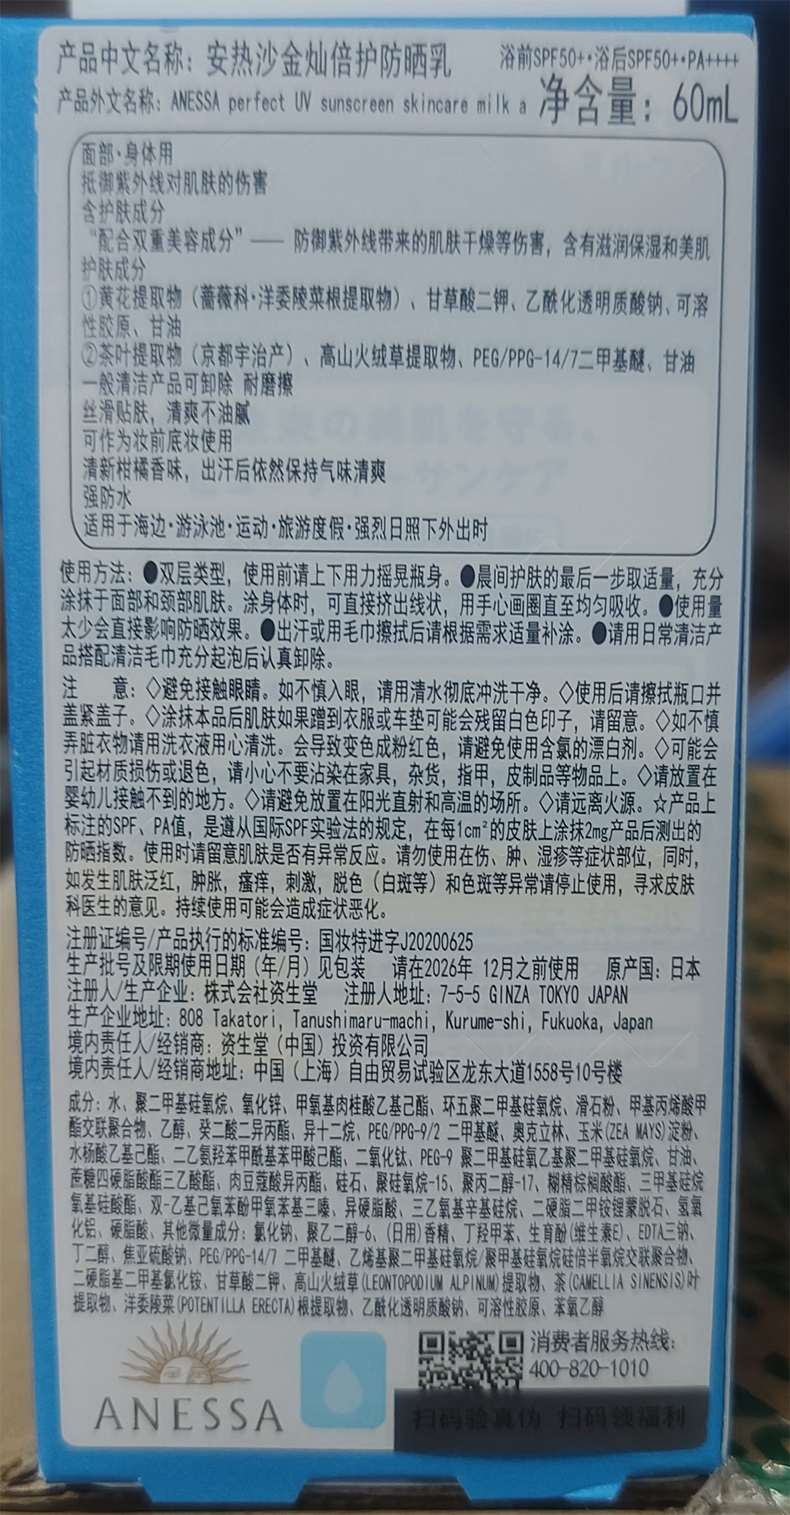 产品中文名称：安热沙金灿倍护防晒乳 浴前SPF50+·浴后SPF50+·PA++++
产品外文名称：ANESSA perfect UV sunscreen skincare milk a 净含量：60mL
面部·身体用
抵御紫外线对肌肤的伤害
含护肤成分
“配合双重美容成分”—— 防御紫外线带来的肌肤干燥等伤害，含有滋润保湿和美肌
护肤成分
①黄花提取物（蔷薇科·洋委陵菜根提取物）、甘草酸二钾、乙酰化透明质酸钠、可溶
性胶原、甘油
②茶叶提取物（京都宇治产）、高山火绒草提取物、PEG/PPG-14/7二甲基醚、甘油
一般清洁产品可卸除 耐磨擦
丝滑贴肤，清爽不油腻
可作为妆前底妆使用
清新柑橘香味，出汗后依然保持气味清爽
强防水
适用于海边·游泳池·运动·旅游度假·强烈日照下外出时
使用方法：●双层类型，使用前请上下用力摇晃瓶身。●晨间护肤的最后一步取适量，充分
涂抹于面部和颈部肌肤。涂身体时，可直接挤出线状，用手心画圈直至均匀吸收。●使用量
太少会直接影响防晒效果。●出汗或用毛巾擦拭后请根据需求适量补涂。●请用日常清洁产
品搭配清洁毛巾充分起泡后认真卸除。
注 意：◇避免接触眼睛。如不慎入眼，请用清水彻底冲洗干净。◇使用后请擦拭瓶口并
盖紧盖子。◇涂抹本品后肌肤如果蹭到衣服或车垫可能会残留白色印子，请留意。◇如不慎
弄脏衣物请用洗衣液用心清洗。会导致变色成粉红色，请避免使用含氯的漂白剂。◇可能会
引起材质损伤或退色，请小心不要沾染在家具，杂货，指甲，皮制品等物品上。◇请放置在
婴幼儿接触不到的地方。◇请避免放置在阳光直射和高温的场所。◇请远离火源。☆产品上
标注的SPF、PA值，是遵从国际SPF实验法的规定，在每1cm²的皮肤上涂抹2mg产品后测出的
防晒指数。使用时请留意肌肤是否有异常反应。请勿使用在伤、肿、湿疹等症状部位，同时，
如发生肌肤泛红，肿胀，瘙痒，刺激，脱色（白斑等）和色斑等异常请停止使用，寻求皮肤
科医生的意见。持续使用可能会造成症状恶化。
注册证编号/产品执行的标准编号：国妆特进字J20200625
生产批号及限期使用日期（年/月）见包装 请在2026年 12月之前使用 原产国：日本
注册人/生产企业：株式会社资生堂 注册人地址：7-5-5 GINZA TOKYO JAPAN
生产企业地址：808 Takatori, Tanushimaru-machi, Kurume-shi, Fukuoka, Japan
境内责任人/经销商：资生堂（中国）投资有限公司
境内责任人/经销商地址：中国（上海）自由贸易试验区龙东大道1558号10号楼
成分：水、聚二甲基硅氧烷、氧化锌、甲氧基肉桂酸乙基己酯、环五聚二甲基硅氧烷、滑石粉、甲基丙烯酸甲
酯交联聚合物、乙醇、癸二酸二异丙酯、异十二烷、PEG/PPG-9/2 二甲基醚、奥克立林、玉米(ZEA MAYS)淀粉、
水杨酸乙基己酯、二乙氨羟苯甲酰基苯甲酸己酯、二氧化钛、PEG-9 聚二甲基硅氧乙基聚二甲基硅氧烷、甘油、
蔗糖四硬脂酸酯三乙酸酯、肉豆蔻酸异丙酯、硅石、聚硅氧烷-15、聚丙二醇-17、糊精棕榈酸酯、三甲基硅烷
氧基硅酸酯、双-乙基己氧苯酚甲氧苯基三嗪、异硬脂酸、三乙氧基辛基硅烷、二硬脂二甲铵锂蒙脱石、氢氧
化铝、硬脂酸、其他微量成分：氯化钠、聚乙二醇-6、(日用)香精、丁羟甲苯、生育酚(维生素E)、EDTA三钠、
丁二醇、焦亚硫酸钠、PEG/PPG-14/7 二甲基醚、乙烯基聚二甲基硅氧烷/聚甲基硅氧烷硅倍半氧烷交联聚合物、
二硬脂基二甲基氯化铵、甘草酸二钾、高山火绒草(LEONTOPODIUM ALPINUM)提取物、茶(CAMELLIA SINENSIS)叶
提取物、洋委陵菜(POTENTILLA ERECTA)根提取物、乙酰化透明质酸钠、可溶性胶原、苯氧乙醇
ANESSA
消费者服务热线：
400-820-1010
扫码验真伪 扫码领福利